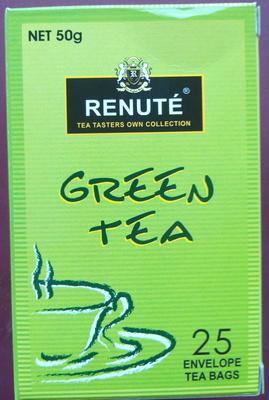 NET 50g
R
RENUTÉ®
TEA TASTERS OWN COLLECTION
GREEN
TEA
25
ENVELOPE
TEA BAGS